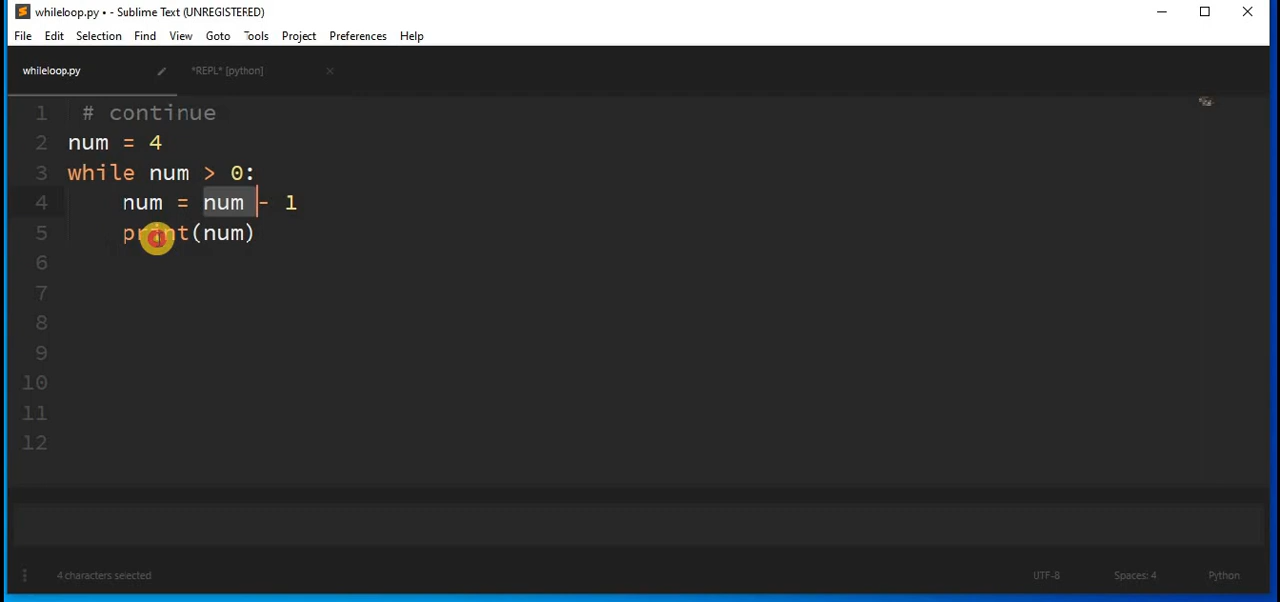 whileloop.py • - Sublime Text (UNREGISTERED)
File Edit Selection Find View Goto Tools Project Preferences Help
whileloop.py *REPL* [python]
1 # continue
2 num = 4
3 while num > 0:
4 num = num - 1
5 print(num)
6
7
8
9
10
11
12
4 characters selected UTF-8 Spaces: 4 Python